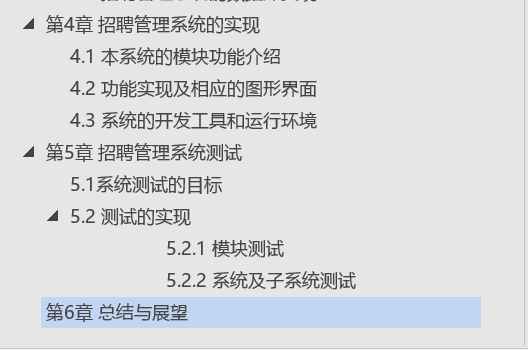 第4章 招聘管理系统的实现
4.1 本系统的模块功能介绍
4.2 功能实现及相应的图形界面
4.3 系统的开发工具和运行环境
第5章 招聘管理系统测试
5.1系统测试的目标
5.2 测试的实现
5.2.1 模块测试
5.2.2 系统及子系统测试
第6章 总结与展望